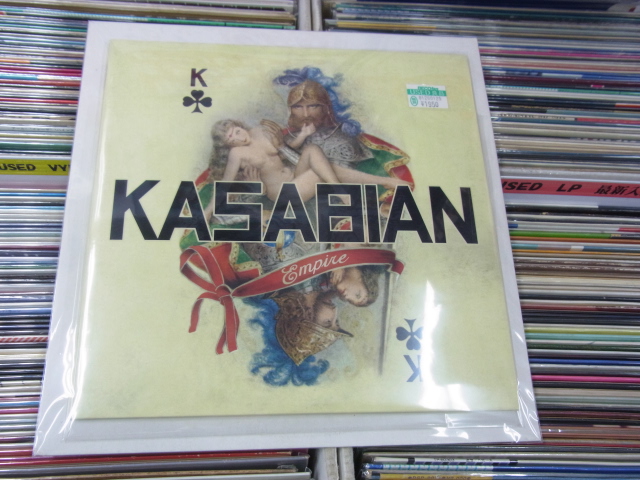 K
KASABIAN
Empire
K
USED VY
USED LP 最新入